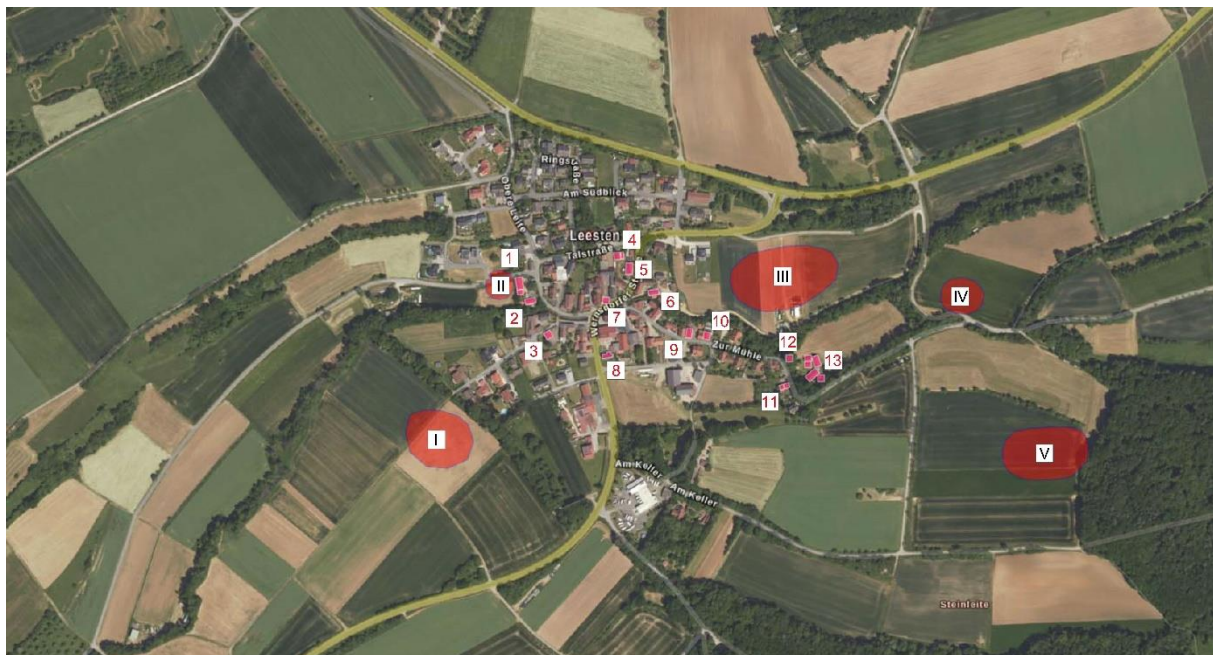 Ringstraße
Am Südblick
Obere Leite
Leesten
4
Talstraße
1
5
III
II
IV
6
2
7
10
9
Zur Mühle
12
3
8
13
11
I
V
Am Keller
Am Keller
Steinleite